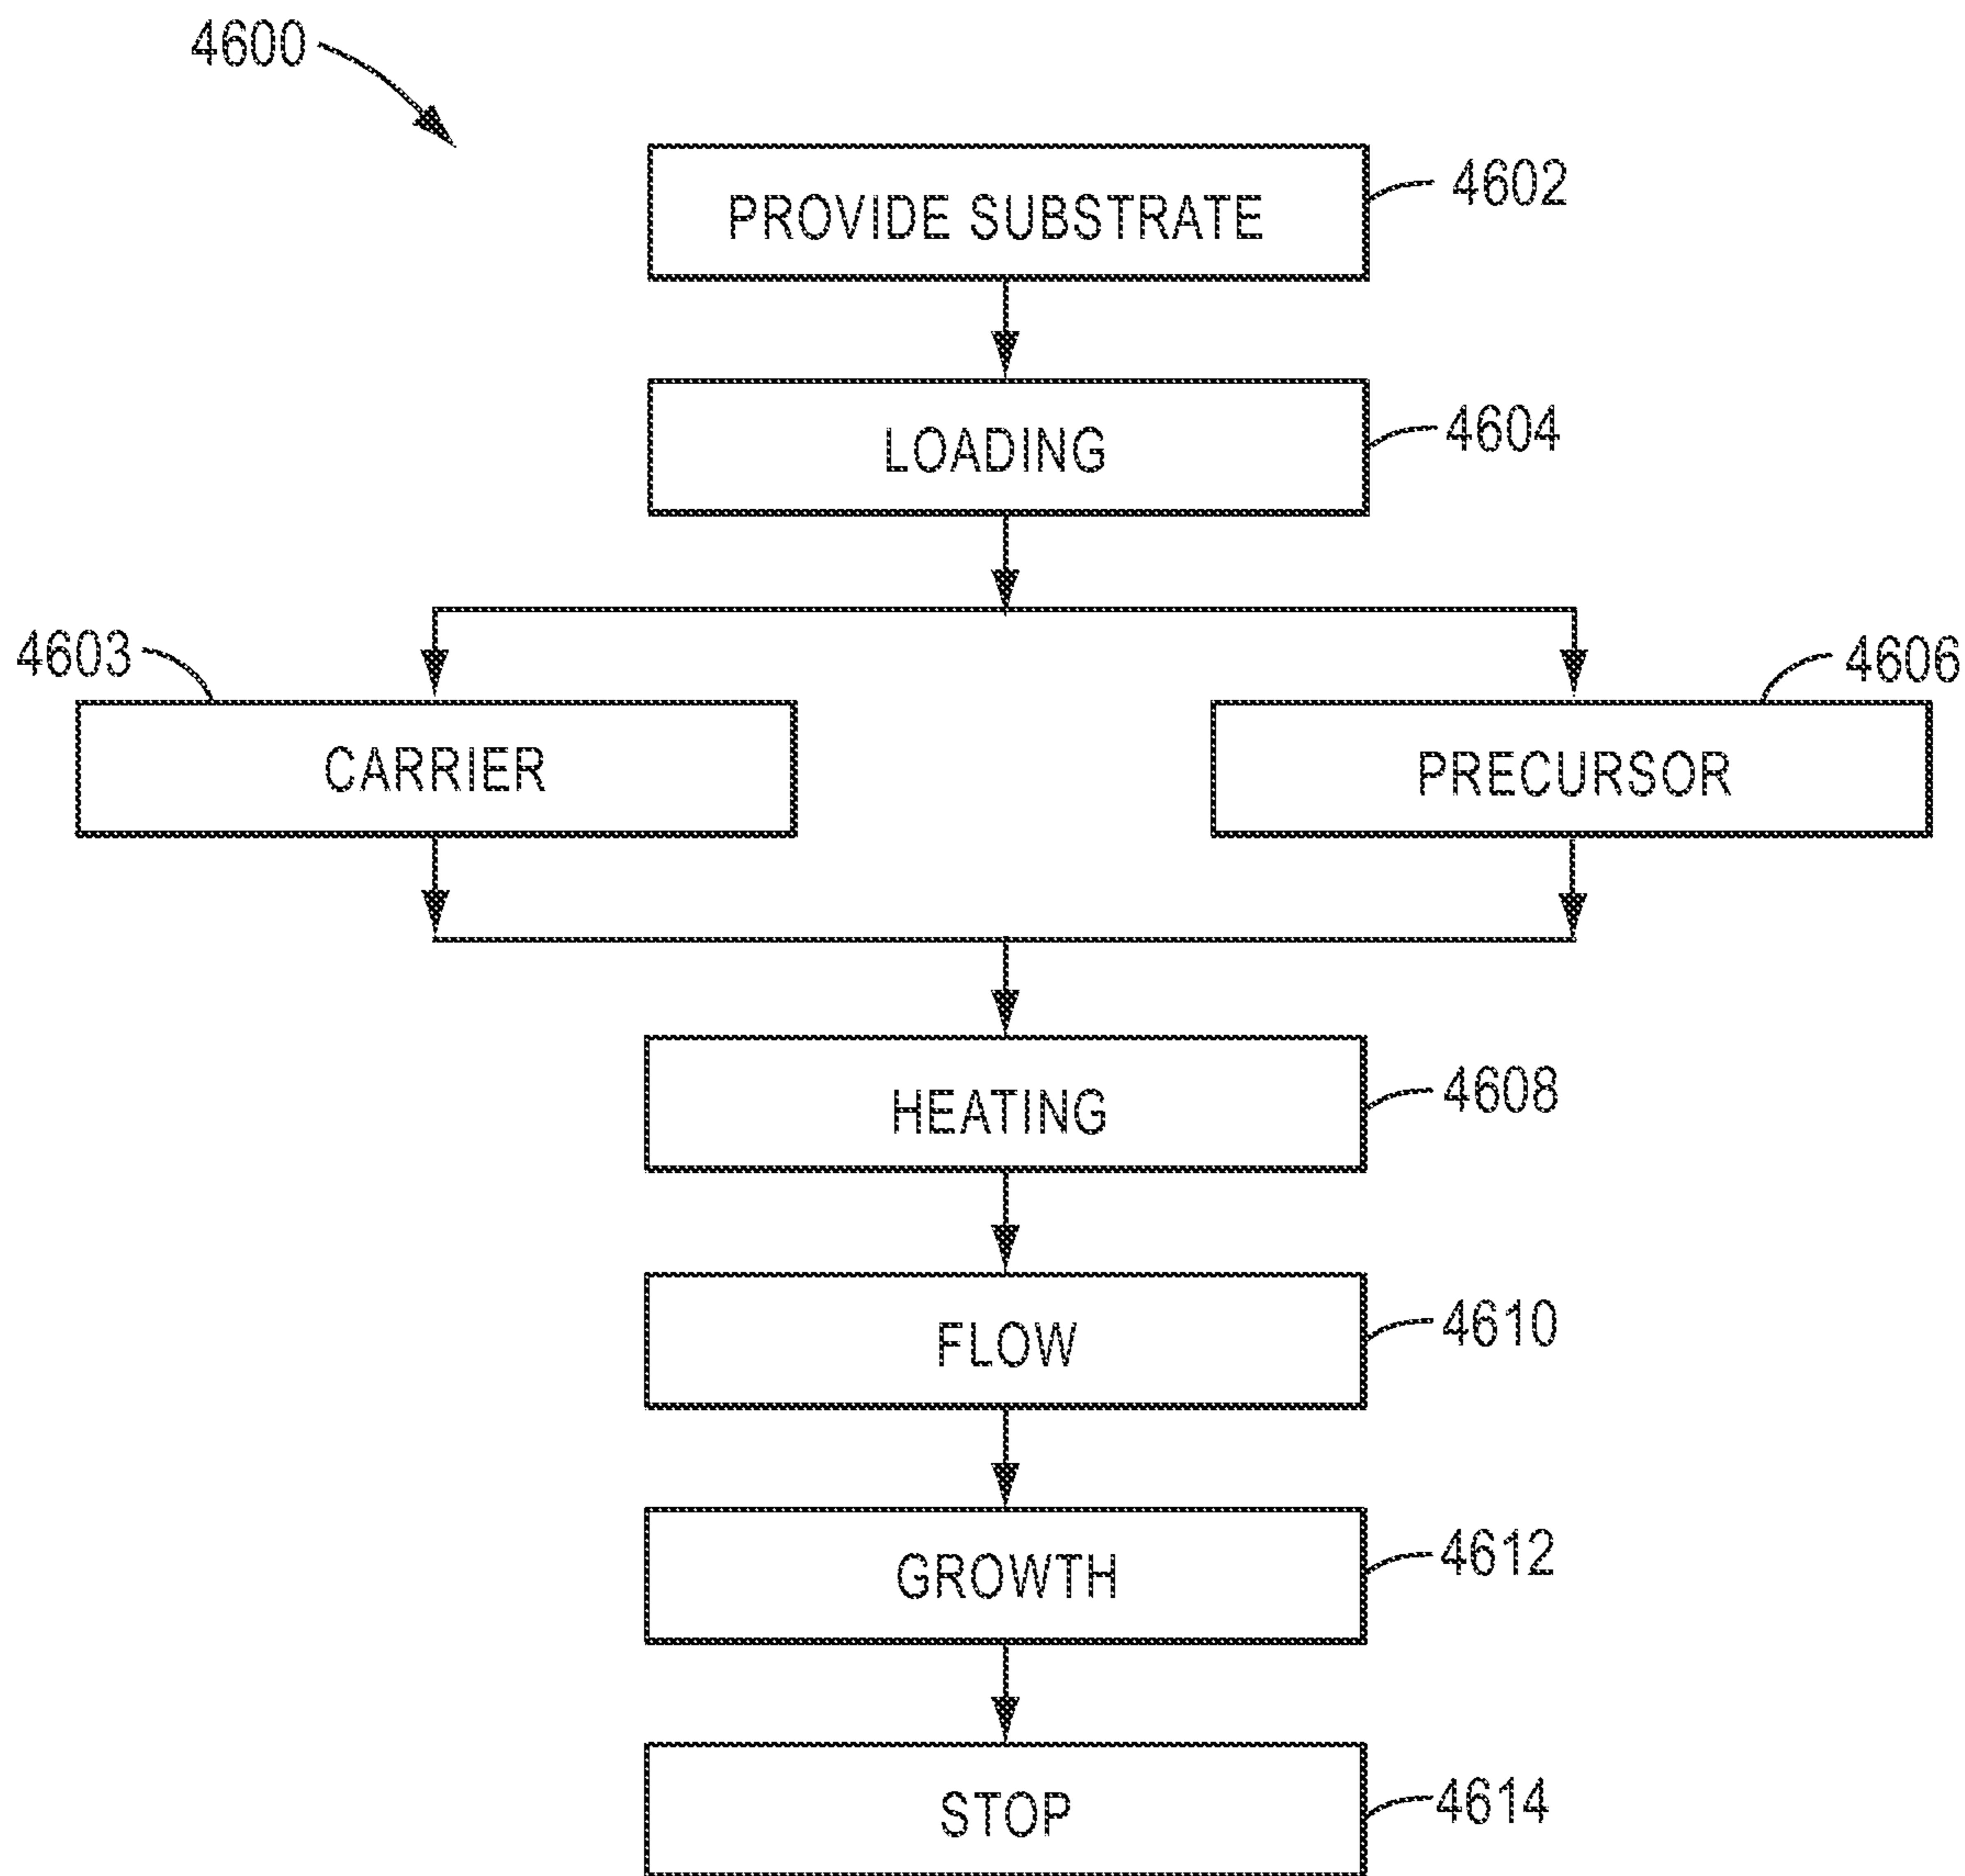 4600
PROVIDE SUBSTRATE
4602
LOADING
4604
4603
CARRIER
4606
PRECURSOR
HEATING
4608
FLOW
4610
GROWTH
4612
STOP
4614